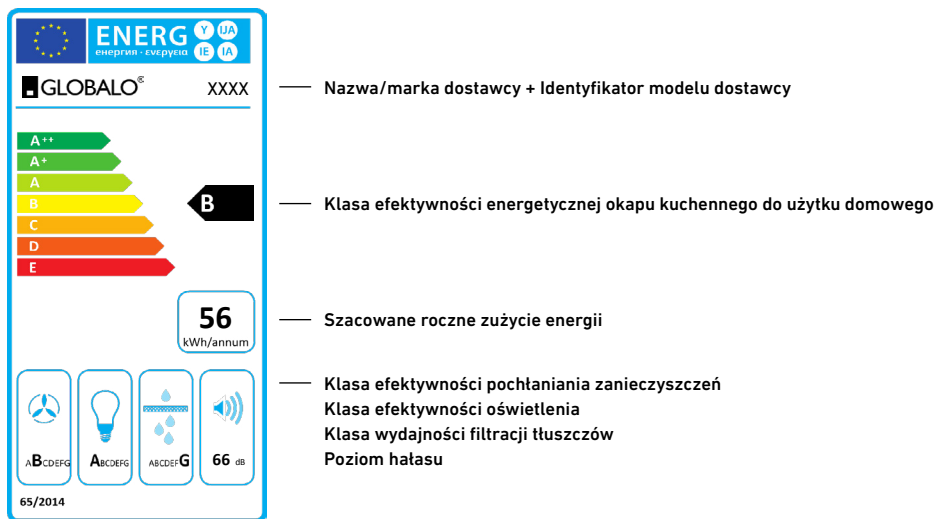 ENERG Y IJA
енергия · ενεργεια IE IA
GLOBALO® XXXX
Nazwa/marka dostawcy + Identyfikator modelu dostawcy
A++
A+
A
B
C
D
E
B
Klasa efektywności energetycznej okapu kuchennego do użytku domowego
56
kWh/annum
Szacowane roczne zużycie energii
Klasa efektywności pochłaniania zanieczyszczeń
Klasa efektywności oświetlenia
Klasa wydajności filtracji tłuszczów
Poziom hałasu
ABCDEFG
ABCDEFG
ABCDEFG
66 dB
65/2014